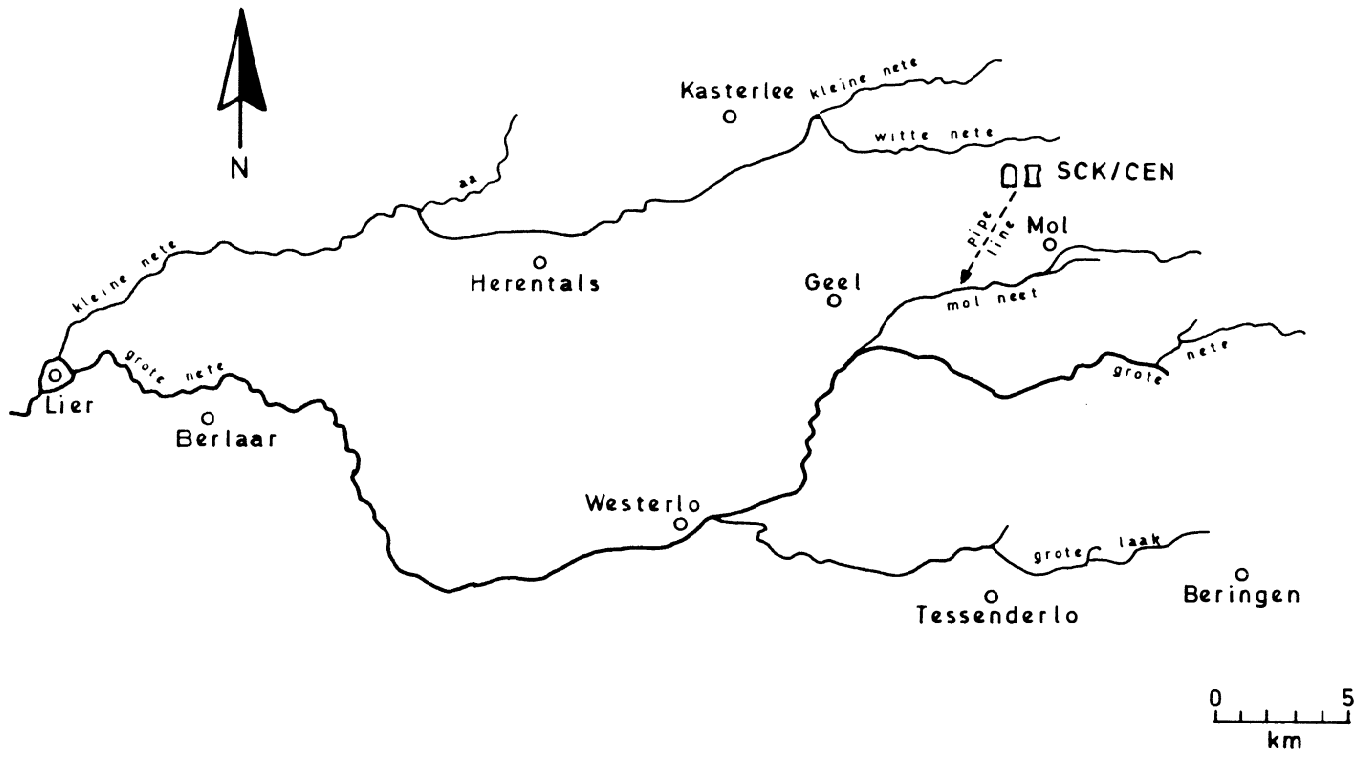 kleine nete
Kasterlee
witte nete
N
SCK/CEN
aa
pipe
line
Mol
kleine nete
Herentals
Geel
mol neet
grote nete
grote nete
Lier
Berlaar
Westerlo
grote laak
Tessenderlo
Beringen
0 5
km